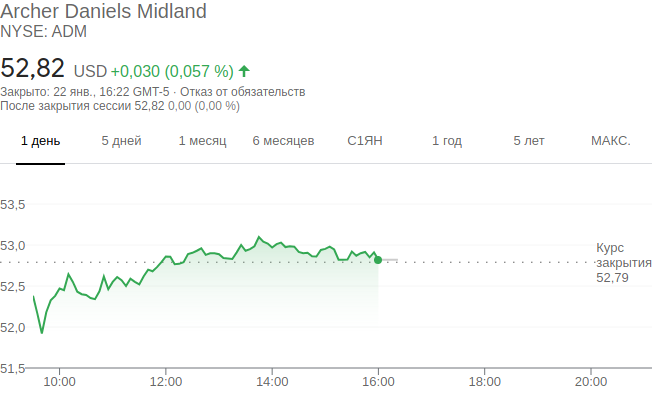 Archer Daniels Midland
NYSE: ADM
52,82 USD +0,030 (0,057 %)
Закрыто: 22 янв., 16:22 GMT-5 · Отказ от обязательств
После закрытия сессии 52,82 0,00 (0,00 %)
1 день 5 дней 1 месяц 6 месяцев С1ЯН 1 год 5 лет МАКС.
53,5
53,0
Курс
закрытия
52,79
52,5
52,0
51,5
10:00 12:00 14:00 16:00 18:00 20:00